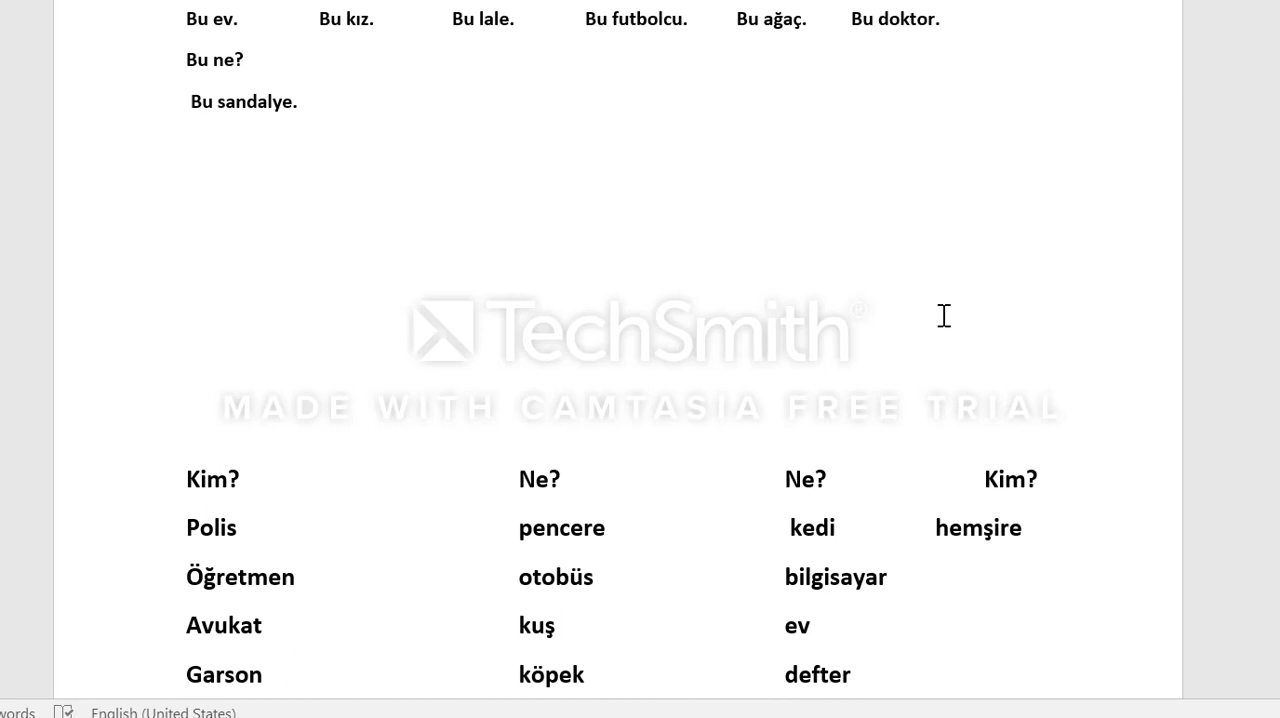 Bu ev. Bu kız. Bu lale. Bu futbolcu. Bu ağaç. Bu doktor.
Bu ne?
Bu sandalye.
TechSmith®
MADE WITH CAMTASIA FREE TRIAL
Kim? Ne? Ne? Kim?
Polis pencere kedi hemşire
Öğretmen otobüs bilgisayar
Avukat kuş ev
Garson köpek defter
words English (United States)